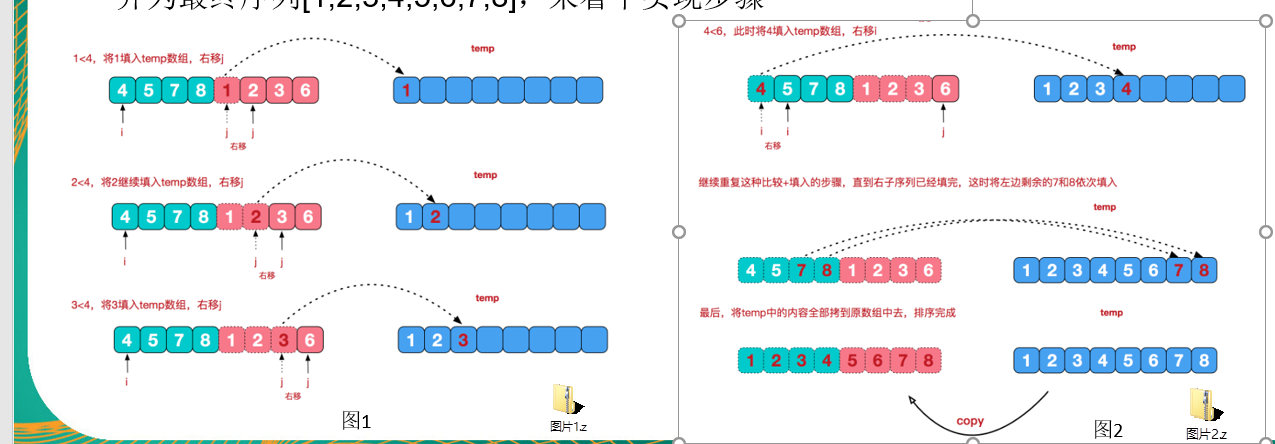 并为最终序列[1,2,3,4,5,6,7,8]，来看下实现步骤
1<4，将1填入temp数组，右移j
temp
4 5 7 8 1 2 3 6
1
i
j
j
右移
2<4，将2继续填入temp数组，右移j
temp
4 5 7 8 1 2 3 6
1 2
i
j
j
右移
3<4，将3填入temp数组，右移j
temp
4 5 7 8 1 2 3 6
1 2 3
i
j
j
右移
图1
图片1.z
4<6，此时将4填入temp数组，右移i
temp
4 5 7 8 1 2 3 6
1 2 3 4
i
i
j
右移
继续重复这种比较+填入的步骤，直到右子序列已经填完，这时将左边剩余的7和8依次填入
temp
4 5 7 8 1 2 3 6
1 2 3 4 5 6 7 8
最后，将temp中的内容全部拷到原数组中去，排序完成
temp
1 2 3 4 5 6 7 8
1 2 3 4 5 6 7 8
copy
图2
图片2.z